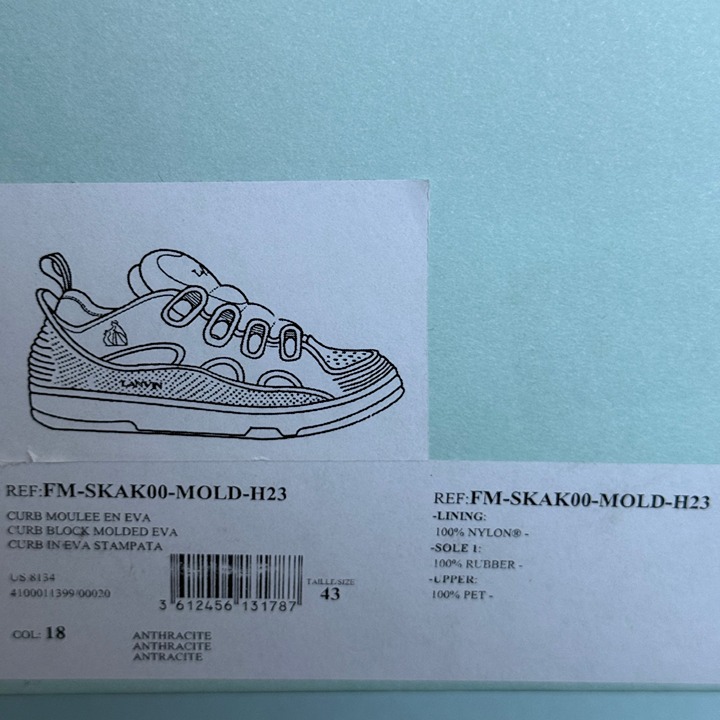 LANVIN
REF:FM-SKAK00-MOLD-H23
CURB MOULEE EN EVA
CURB BLOCK MOLDED EVA
CURB IN EVA STAMPATA
US 8134
4100011399/00020
3 612456 131787
TAILLE/SIZE
43
COL: 18
ANTHRACITE
ANTHRACITE
ANTRACITE
REF:FM-SKAK00-MOLD-H23
-LINING:
100% NYLON® -
-SOLE 1:
100% RUBBER -
-UPPER:
100% PET -